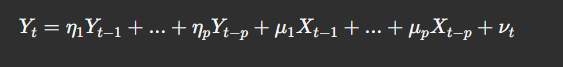 Y_t = η_1Y_{t−1} + ... + η_pY_{t−p} + μ_1X_{t−1} + ... + μ_pX_{t−p} + ν_t